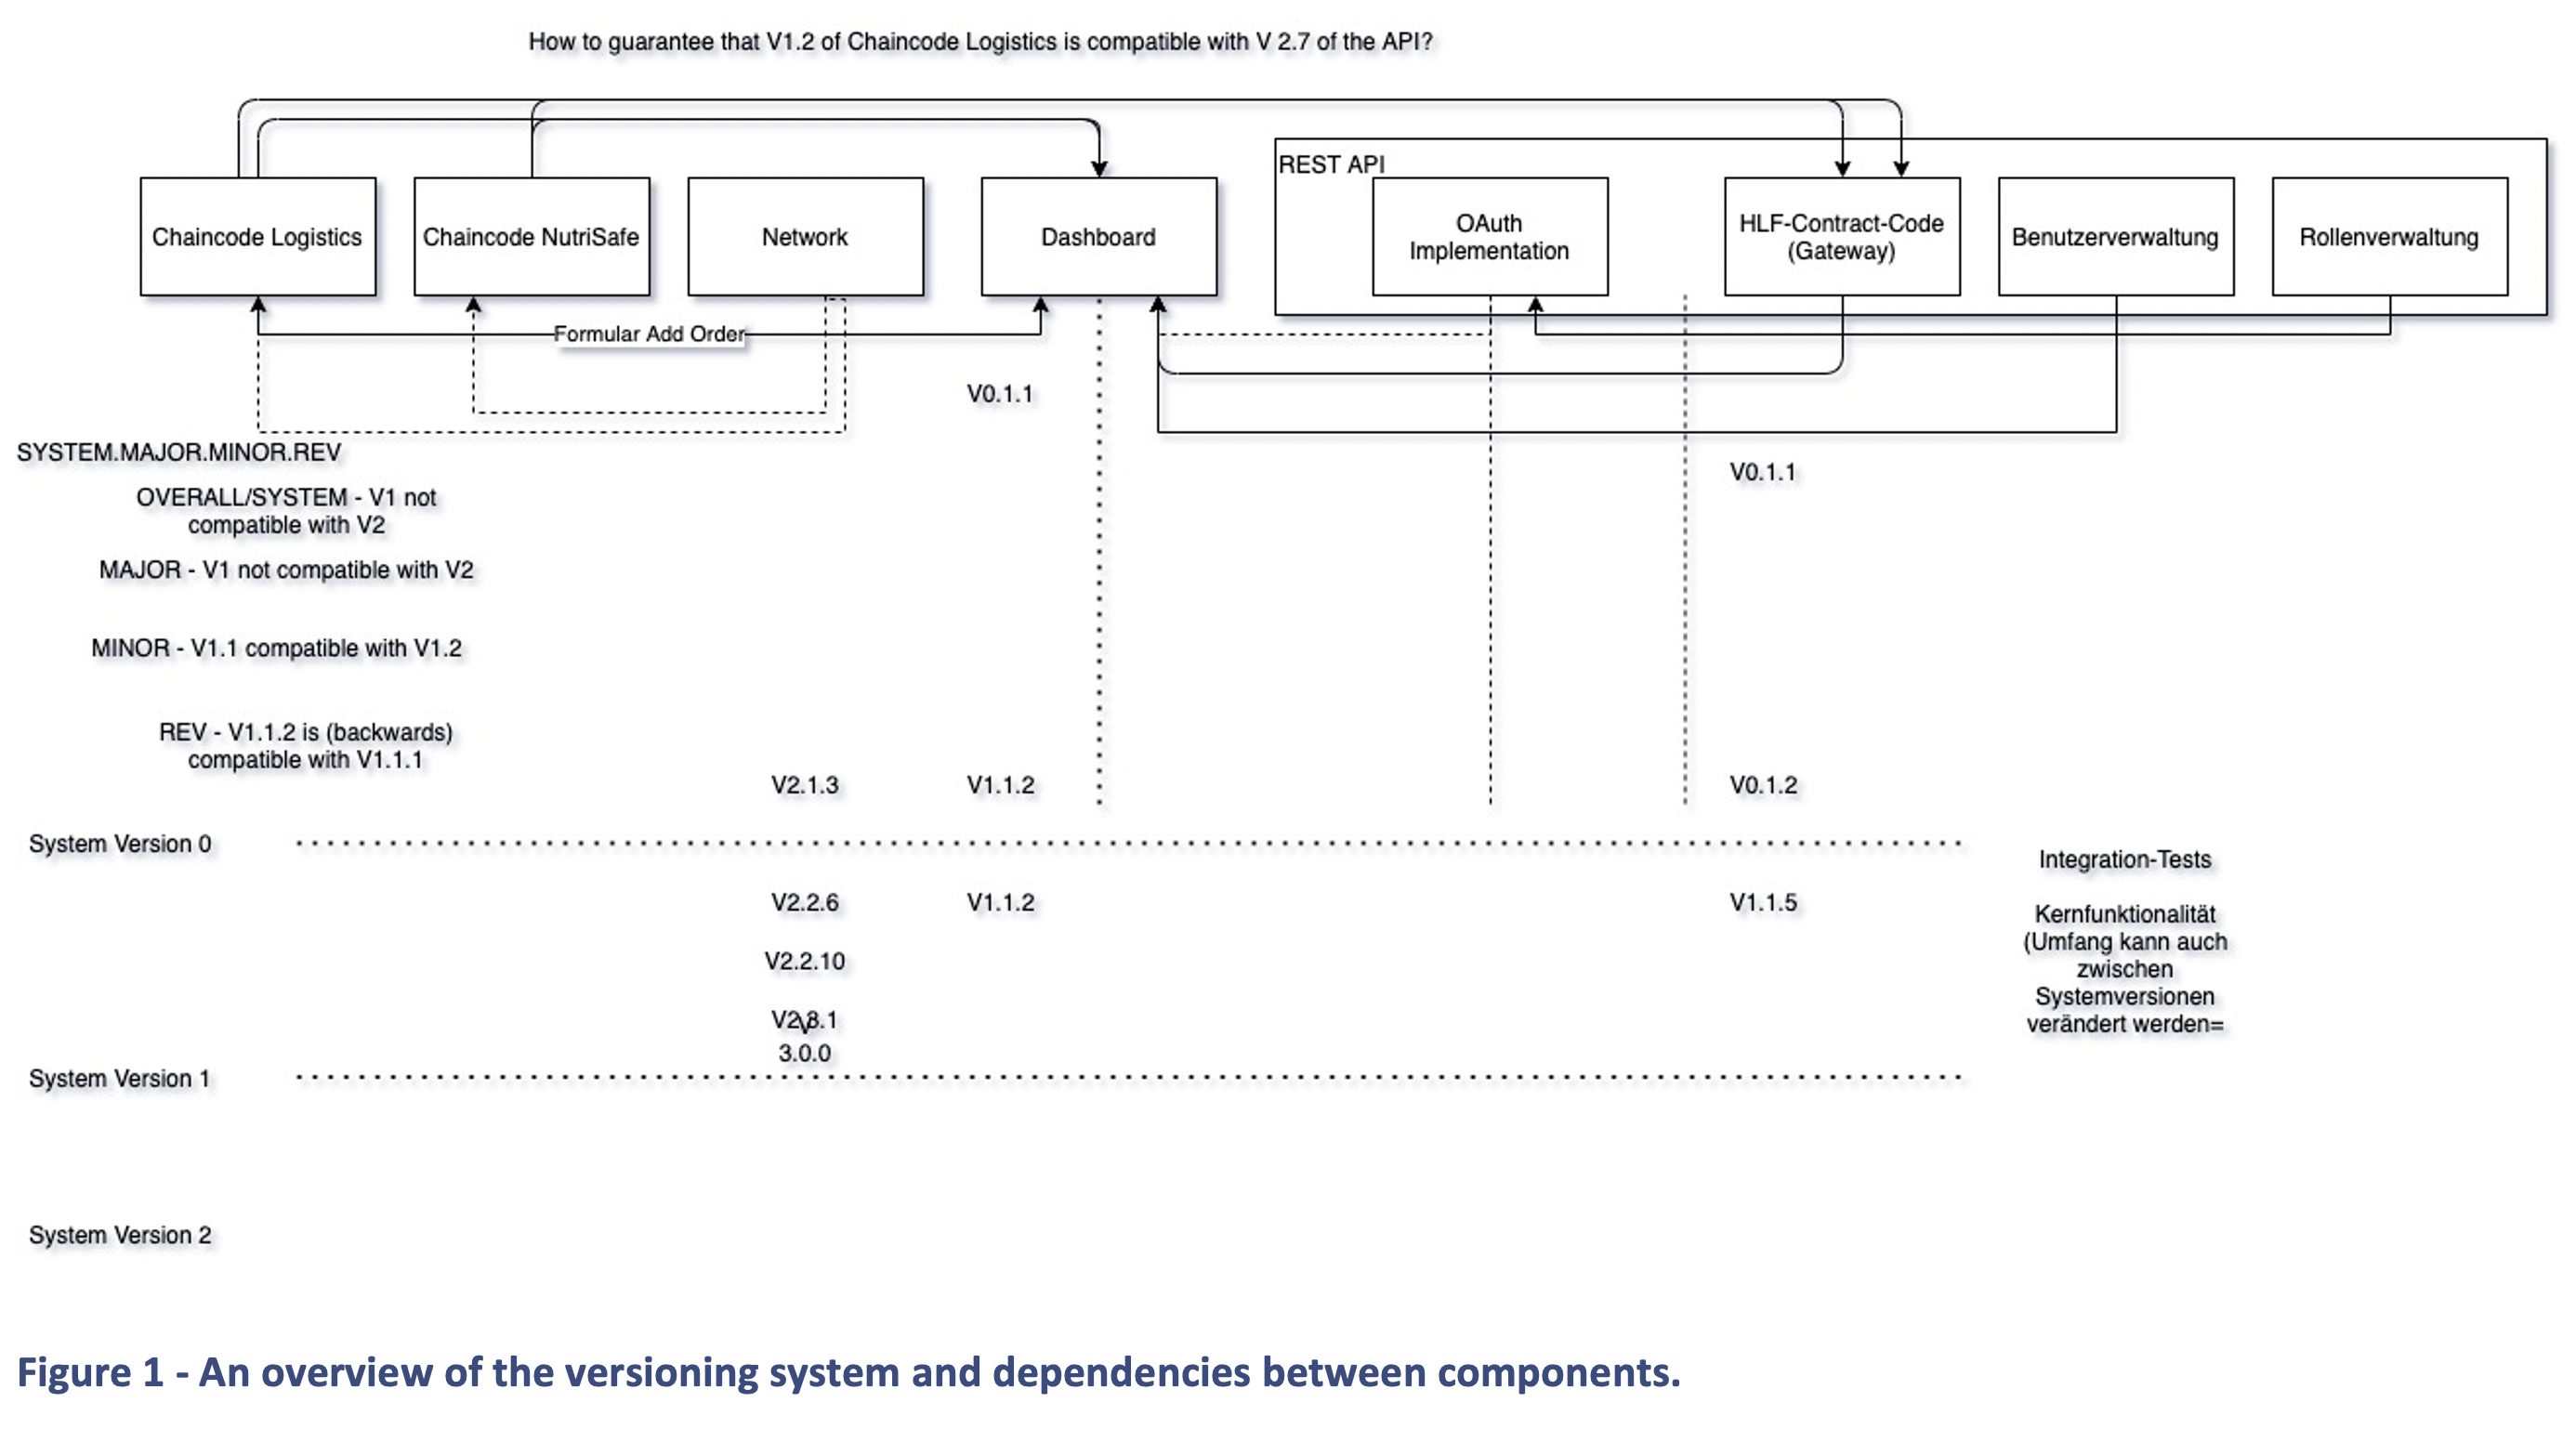 How to guarantee that V1.2 of Chaincode Logistics is compatible with V 2.7 of the API?
REST API
Chaincode Logistics
Chaincode NutriSafe
Network
Dashboard
OAuth
Implementation
HLF-Contract-Code
(Gateway)
Benutzerverwaltung
Rollenverwaltung
Formular Add Order
V0.1.1
SYSTEM.MAJOR.MINOR.REV
V0.1.1
OVERALL/SYSTEM - V1 not
compatible with V2
MAJOR - V1 not compatible with V2
MINOR - V1.1 compatible with V1.2
REV - V1.1.2 is (backwards)
compatible with V1.1.1
V2.1.3
V1.1.2
V0.1.2
System Version 0
Integration-Tests
V2.2.6
V1.1.2
V1.1.5
Kernfunktionalität
(Umfang kann auch
zwischen
Systemversionen
verändert werden=
V2.2.10
V2.3.1
V
3.0.0
System Version 1
System Version 2
Figure 1 - An overview of the versioning system and dependencies between components.